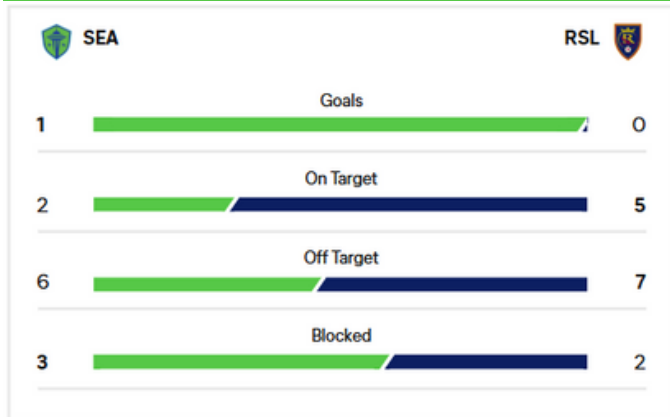 SEA RSL
Goals
1 0
On Target
2 5
Off Target
6 7
Blocked
3 2